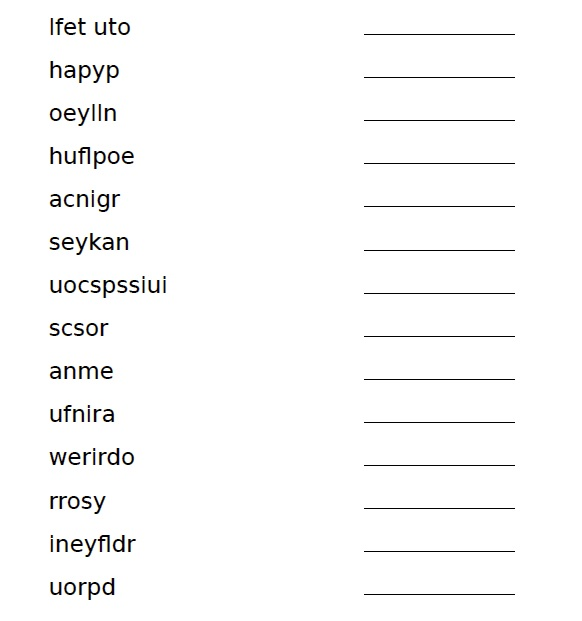 lfet uto
hapyp
oeylln
huflpoe
acnigr
seykan
uocspssiui
scsor
anme
ufnira
werirdo
rrosy
ineyfldr
uorpd